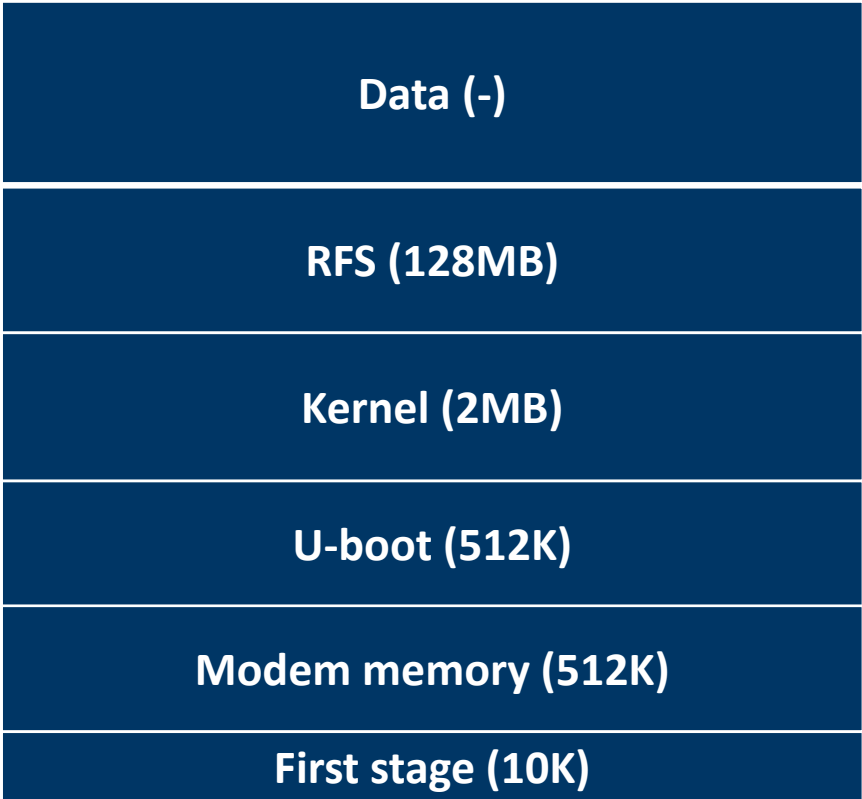 Data (-)
RFS (128MB)
Kernel (2MB)
U-boot (512K)
Modem memory (512K)
First stage (10K)